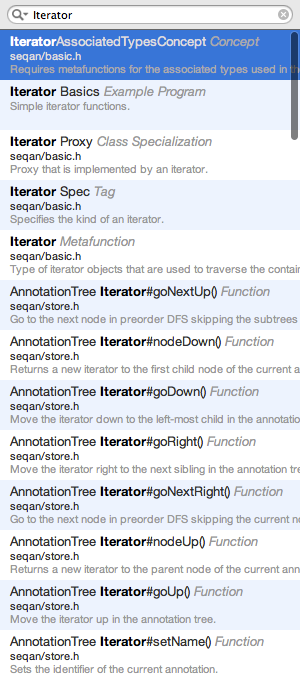 Iterator
IteratorAssociatedTypesConcept Concept
seqan/basic.h
Requires metafunctions for the associated types used in the
Iterator Basics Example Program
Simple iterator functions.
Iterator Proxy Class Specialization
seqan/basic.h
Proxy that is implemented by an iterator.
Iterator Spec Tag
seqan/basic.h
Specifies the kind of an iterator.
Iterator Metafunction
seqan/basic.h
Type of iterator objects that are used to traverse the contain
AnnotationTree Iterator#goNextUp() Function
seqan/store.h
Go to the next node in preorder DFS skipping the subtrees
AnnotationTree Iterator#nodeDown() Function
seqan/store.h
Returns a new iterator to the first child node of the current a
AnnotationTree Iterator#goDown() Function
seqan/store.h
Move the iterator down to the left-most child in the annotatio
AnnotationTree Iterator#goRight() Function
seqan/store.h
Move the iterator right to the next sibling in the annotation tre
AnnotationTree Iterator#goNextRight() Function
seqan/store.h
Go to the next node in preorder DFS skipping the current no
AnnotationTree Iterator#nodeUp() Function
seqan/store.h
Returns a new iterator to the parent node of the current ann
AnnotationTree Iterator#goUp() Function
seqan/store.h
Move the iterator up in the annotation tree.
AnnotationTree Iterator#setName() Function
seqan/store.h
Sets the identifier of the current annotation.